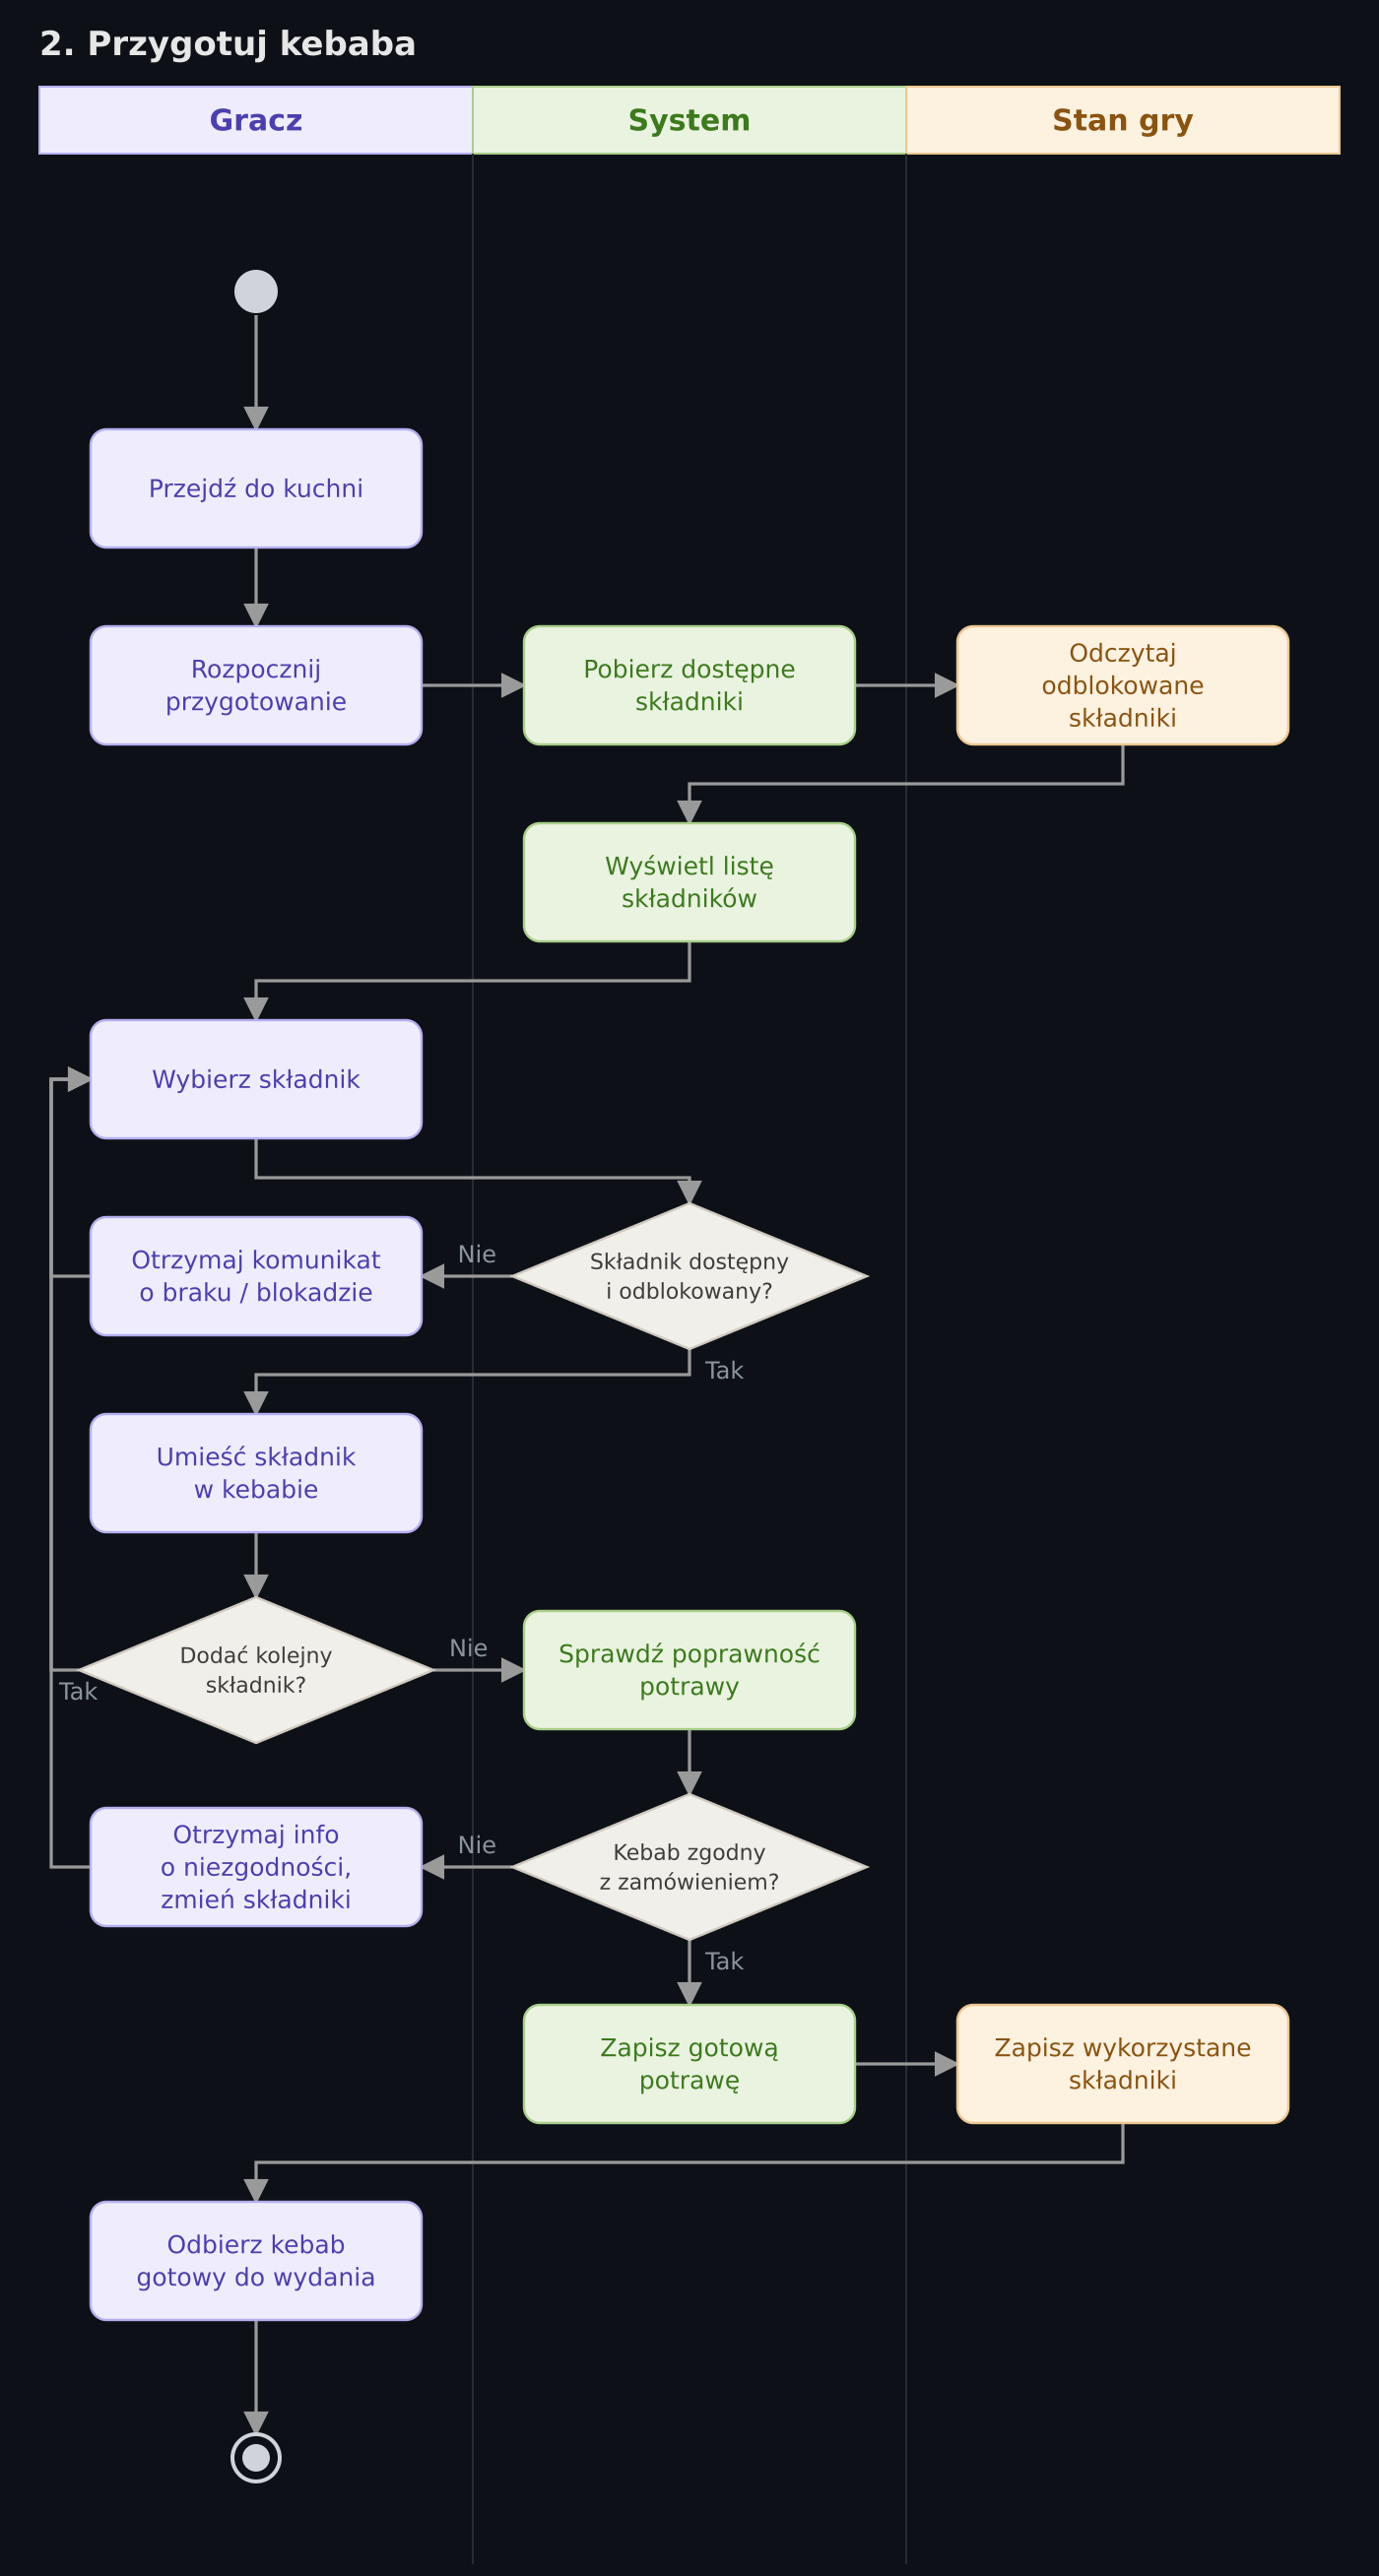 2. Przygotuj kebaba
Gracz
System
Stan gry
Przejdź do kuchni
Rozpocznij
przygotowanie
Pobierz dostępne
składniki
Odczytaj
odblokowane
składniki
Wyświetl listę
składników
Wybierz składnik
Otrzymaj komunikat
o braku / blokadzie
Nie
Składnik dostępny
i odblokowany?
Tak
Umieść składnik
w kebabie
Dodać kolejny
składnik?
Tak
Nie
Sprawdź poprawność
potrawy
Otrzymaj info
o niezgodności,
zmień składniki
Nie
Kebab zgodny
z zamówieniem?
Tak
Zapisz gotową
potrawę
Zapisz wykorzystane
składniki
Odbierz kebab
gotowy do wydania